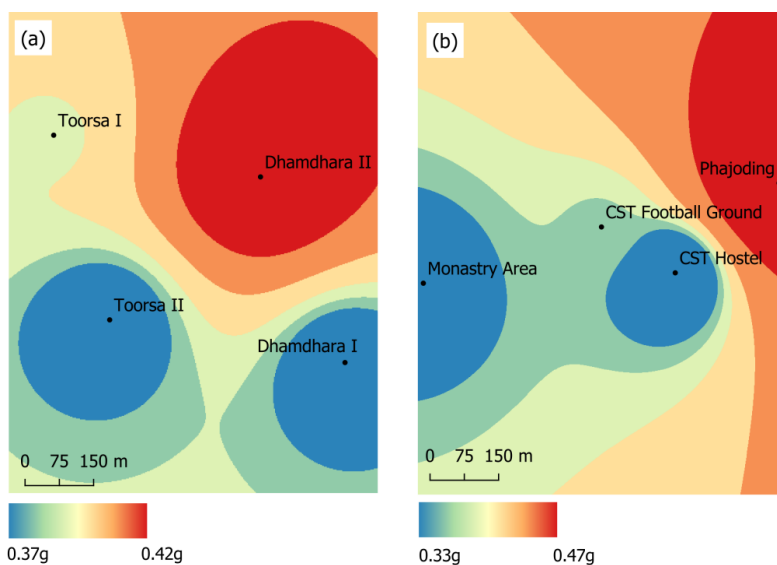 (a)
Toorsa I
Dhamdhara II
Toorsa II
Dhamdhara I
0 75 150 m
0.37g 0.42g
(b)
Phajoding
CST Football Ground
CST Hostel
Monastry Area
0 75 150 m
0.33g 0.47g